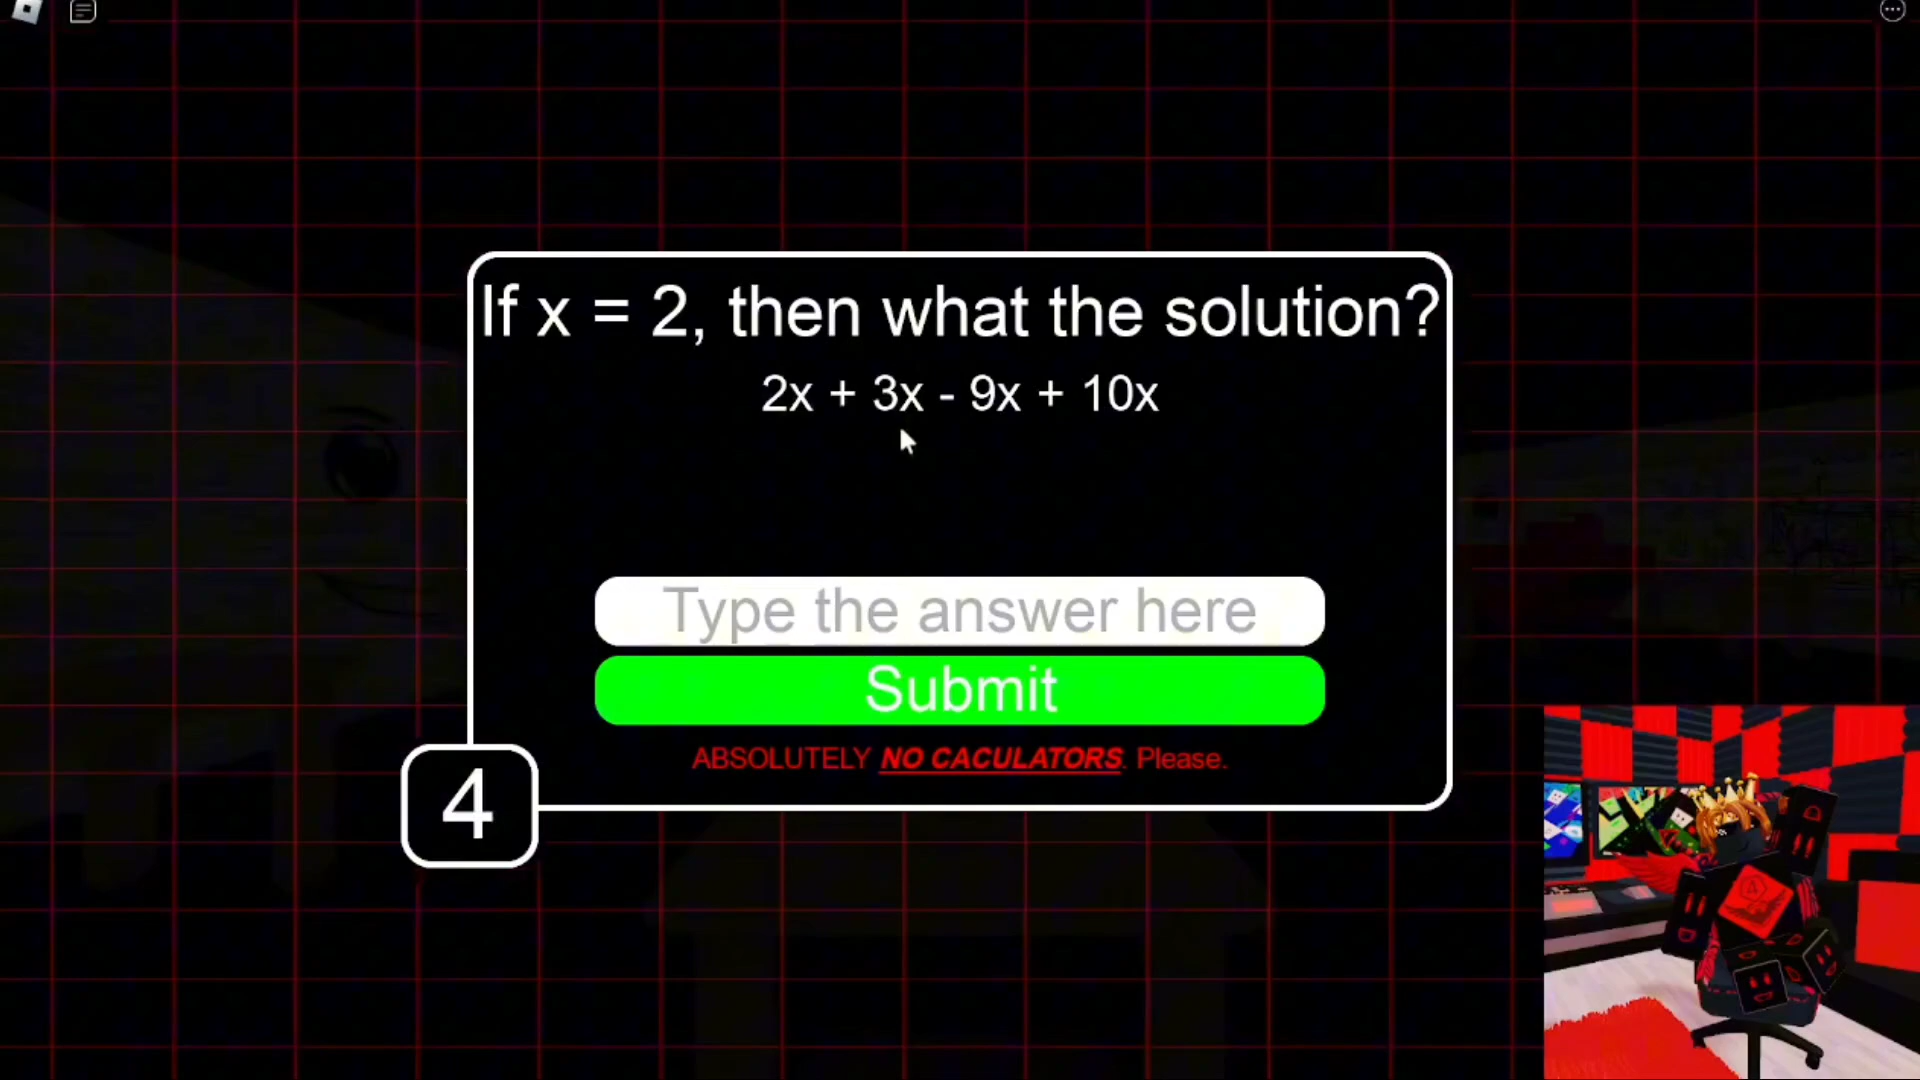 If x = 2, then what the solution?
2x + 3x - 9x + 10x
Type the answer here
Submit
ABSOLUTELY NO CACULATORS. Please.
4